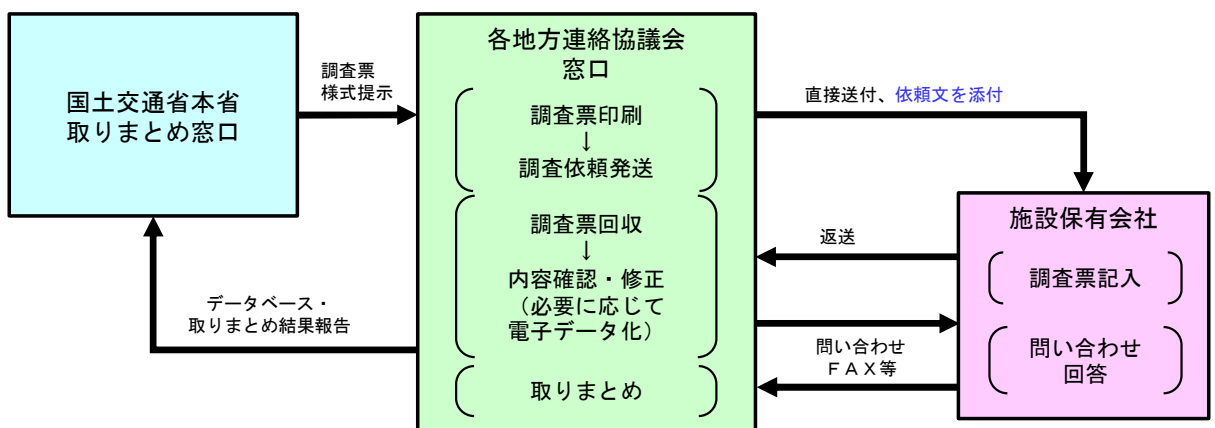 国土交通省本省
取りまとめ窓口
調査票
様式提示
各地方連絡協議会
窓口
調査票印刷
↓
調査依頼発送
調査票回収
↓
内容確認・修正
（必要に応じて
電子データ化）
取りまとめ
直接送付、依頼文を添付
施設保有会社
調査票記入
問い合わせ
回答
返送
問い合わせ
ＦＡＸ等
データベース・
取りまとめ結果報告